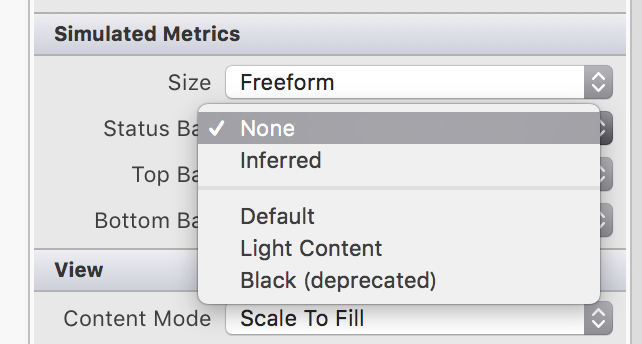 Simulated Metrics
Size Freeform
Status Ba ✓ None
Inferred
Top Ba
Default
Bottom Ba
Light Content
View
Black (deprecated)
Content Mode Scale To Fill